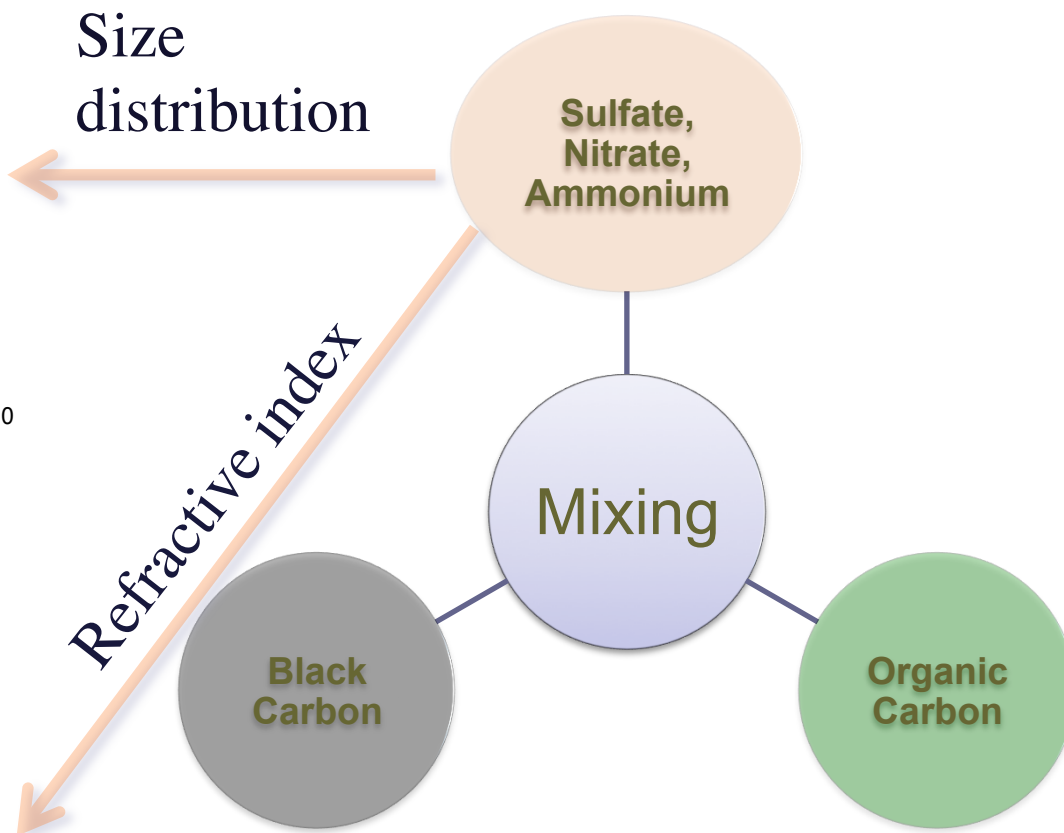 Size
distribution
Sulfate,
Nitrate,
Ammonium
Refractive index
0
Mixing
Black
Carbon
Organic
Carbon